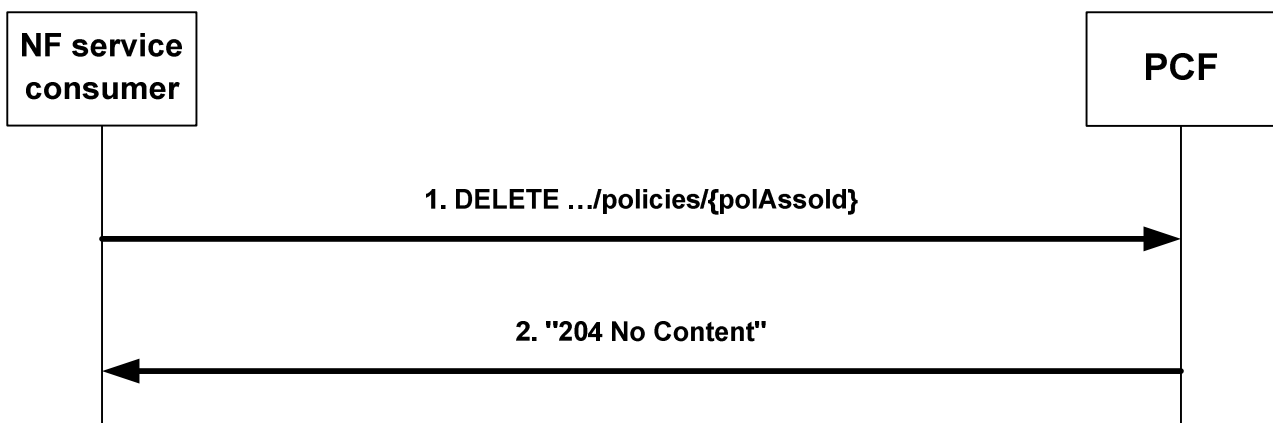 NF service
consumer
PCF
1. DELETE …/policies/{polAssoId}
2. "204 No Content"